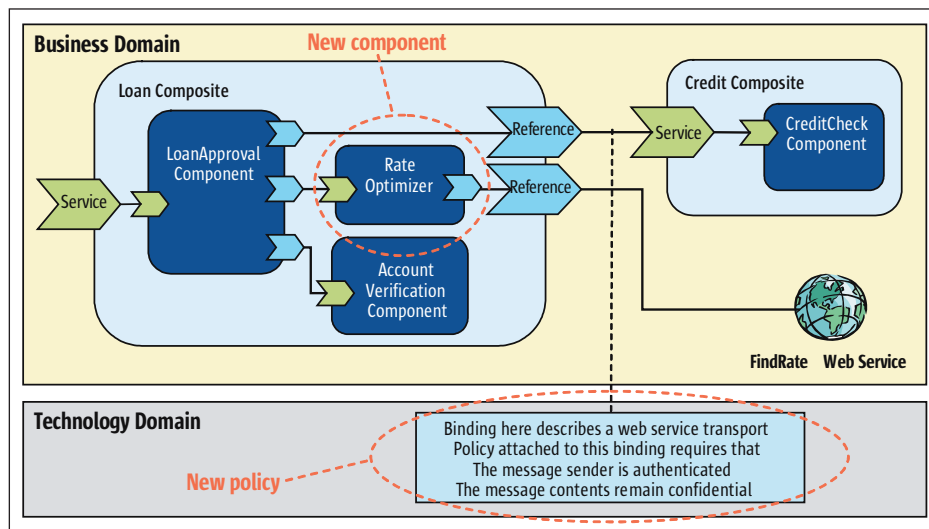 Business Domain
New component
Loan Composite
Credit Composite
Service
LoanApproval
Component
Rate
Optimizer
Account
Verification
Component
Reference
Reference
Service
CreditCheck
Component
FindRate Web Service
Technology Domain
New policy
Binding here describes a web service transport
Policy attached to this binding requires that
The message sender is authenticated
The message contents remain confidential